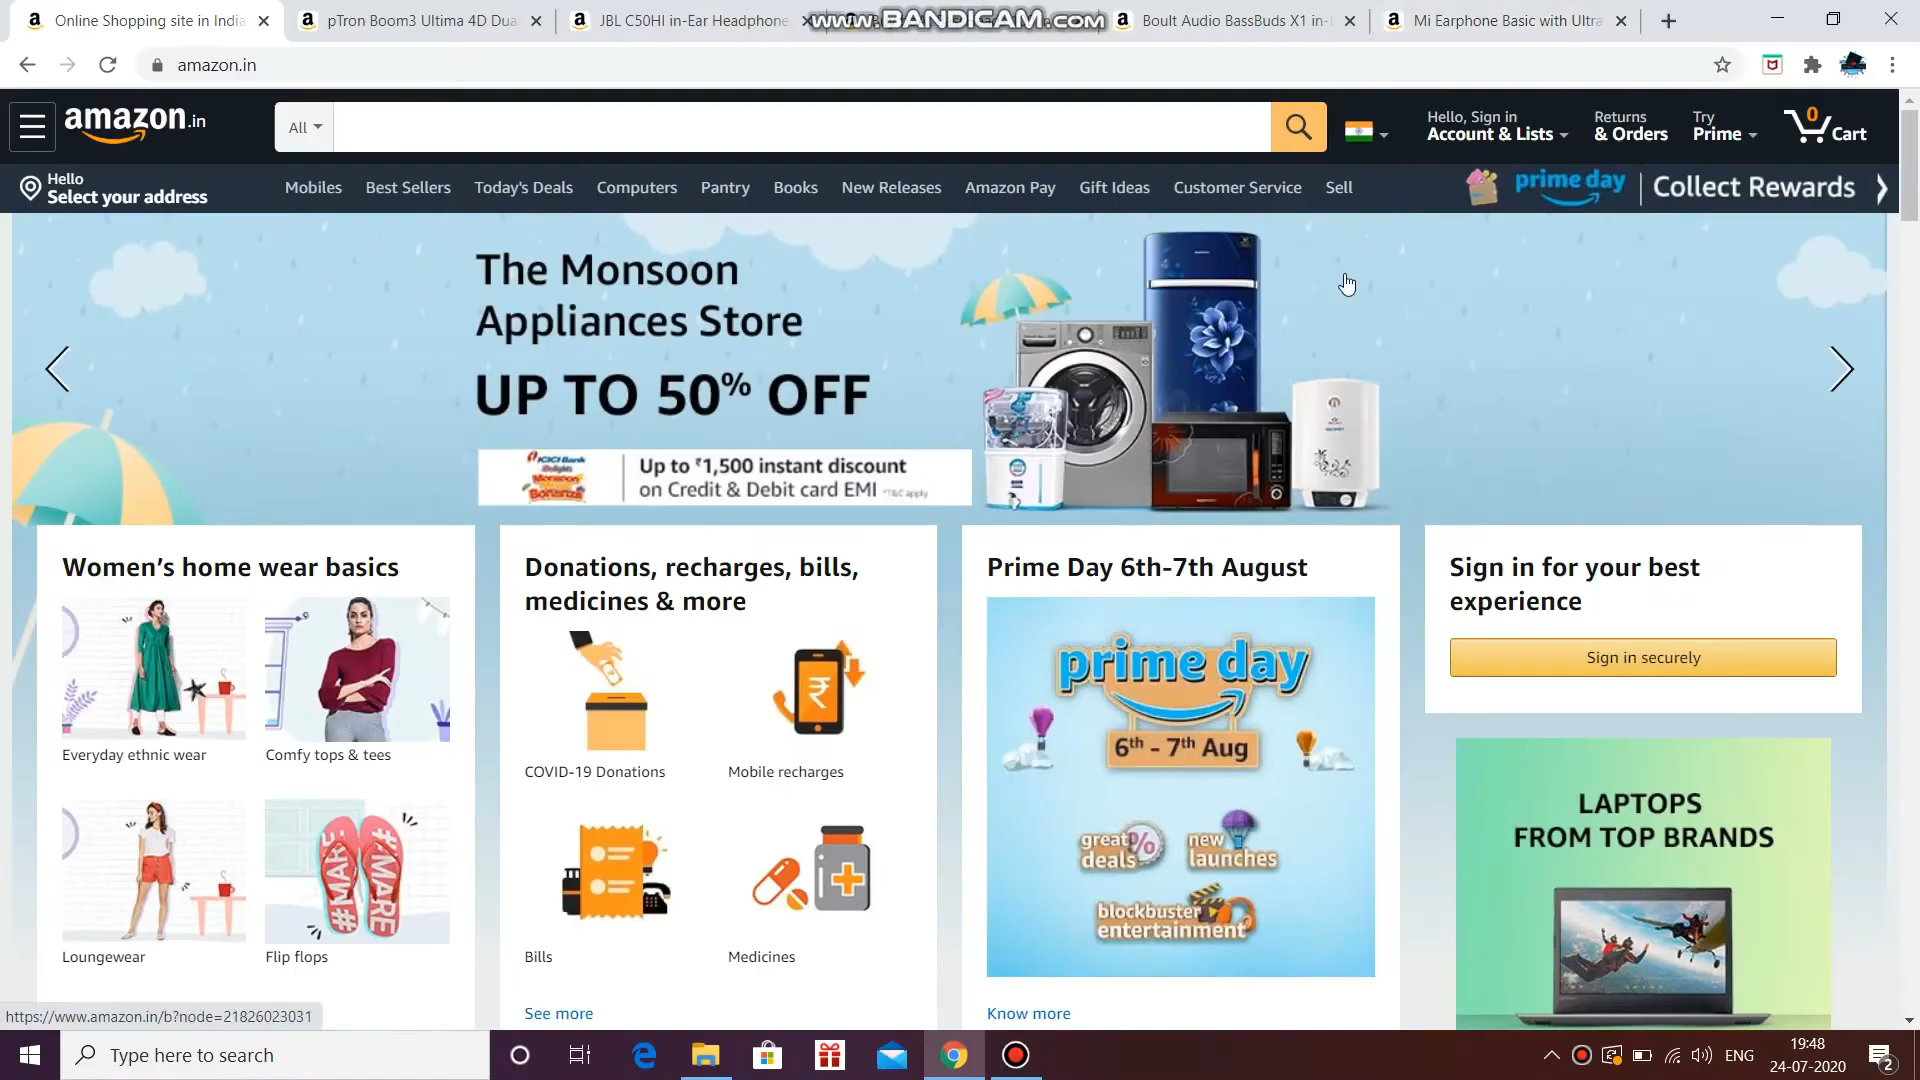 Online Shopping site in India
pTron Boom3 Ultima 4D Dua
JBL C50HI in-Ear Headphone
www.BANDICAM.com
Boult Audio BassBuds X1 in-
Mi Earphone Basic with Ultra
amazon.in
amazon.in
All
Hello, Sign in
Account & Lists
Returns
& Orders
Try
Prime
0
Cart
Hello
Select your address
Mobiles
Best Sellers
Today's Deals
Computers
Pantry
Books
New Releases
Amazon Pay
Gift Ideas
Customer Service
Sell
prime day
Collect Rewards
The Monsoon
Appliances Store
UP TO 50% OFF
ICICI Bank
Monsoon
Bonanza
Up to ₹1,500 instant discount
on Credit & Debit card EMI *T&C apply
Women's home wear basics
Everyday ethnic wear
Comfy tops & tees
#MAKE
#MARE
Loungewear
Flip flops
Donations, recharges, bills,
medicines & more
COVID-19 Donations
Mobile recharges
Bills
Medicines
See more
Prime Day 6th-7th August
prime day
6th - 7th Aug
great deals %
new launches
blockbuster
entertainment
Know more
Sign in for your best
experience
Sign in securely
LAPTOPS
FROM TOP BRANDS
https://www.amazon.in/b?node=21826023031
Type here to search
ENG
19:48
24-07-2020
2